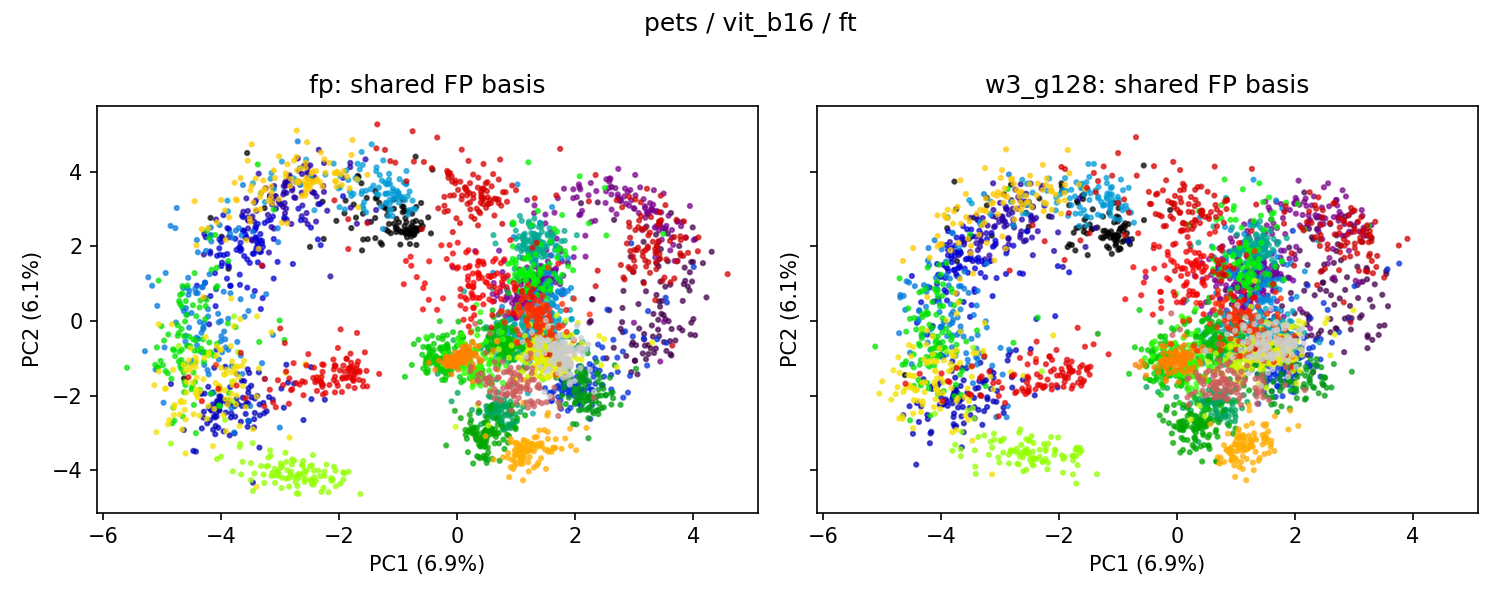 pets / vit_b16 / ft
fp: shared FP basis
w3_g128: shared FP basis
4
2
0
−2
−4
PC2 (6.1%)
PC2 (6.1%)
−6
−4
−2
0
2
4
−6
−4
−2
0
2
4
PC1 (6.9%)
PC1 (6.9%)